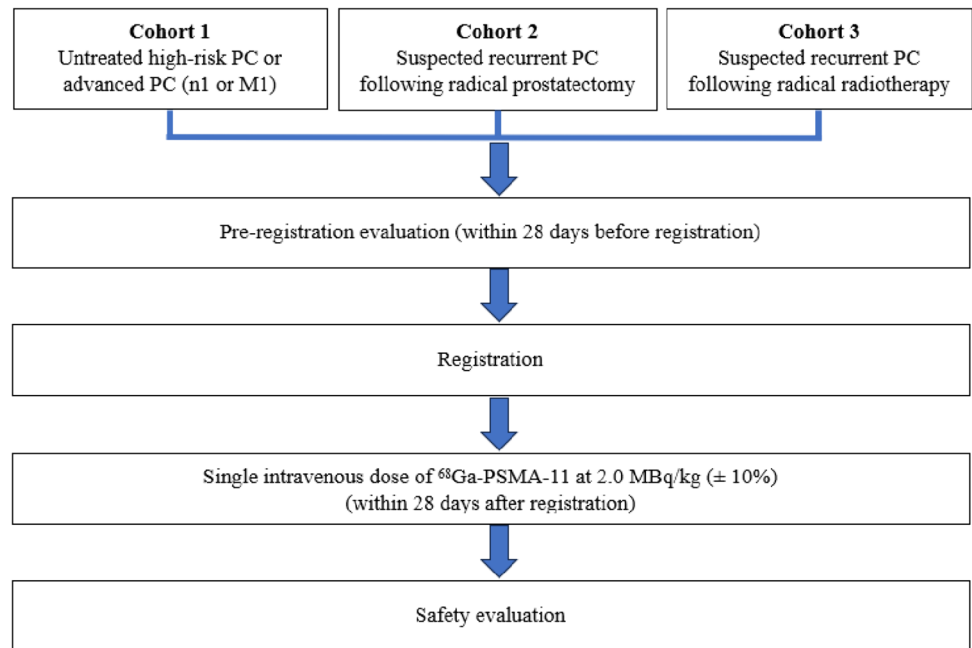 Cohort 1
Untreated high-risk PC or
advanced PC (n1 or M1)
Cohort 2
Suspected recurrent PC
following radical prostatectomy
Cohort 3
Suspected recurrent PC
following radical radiotherapy
Pre-registration evaluation (within 28 days before registration)
Registration
Single intravenous dose of ⁶⁸Ga-PSMA-11 at 2.0 MBq/kg (± 10%)
(within 28 days after registration)
Safety evaluation